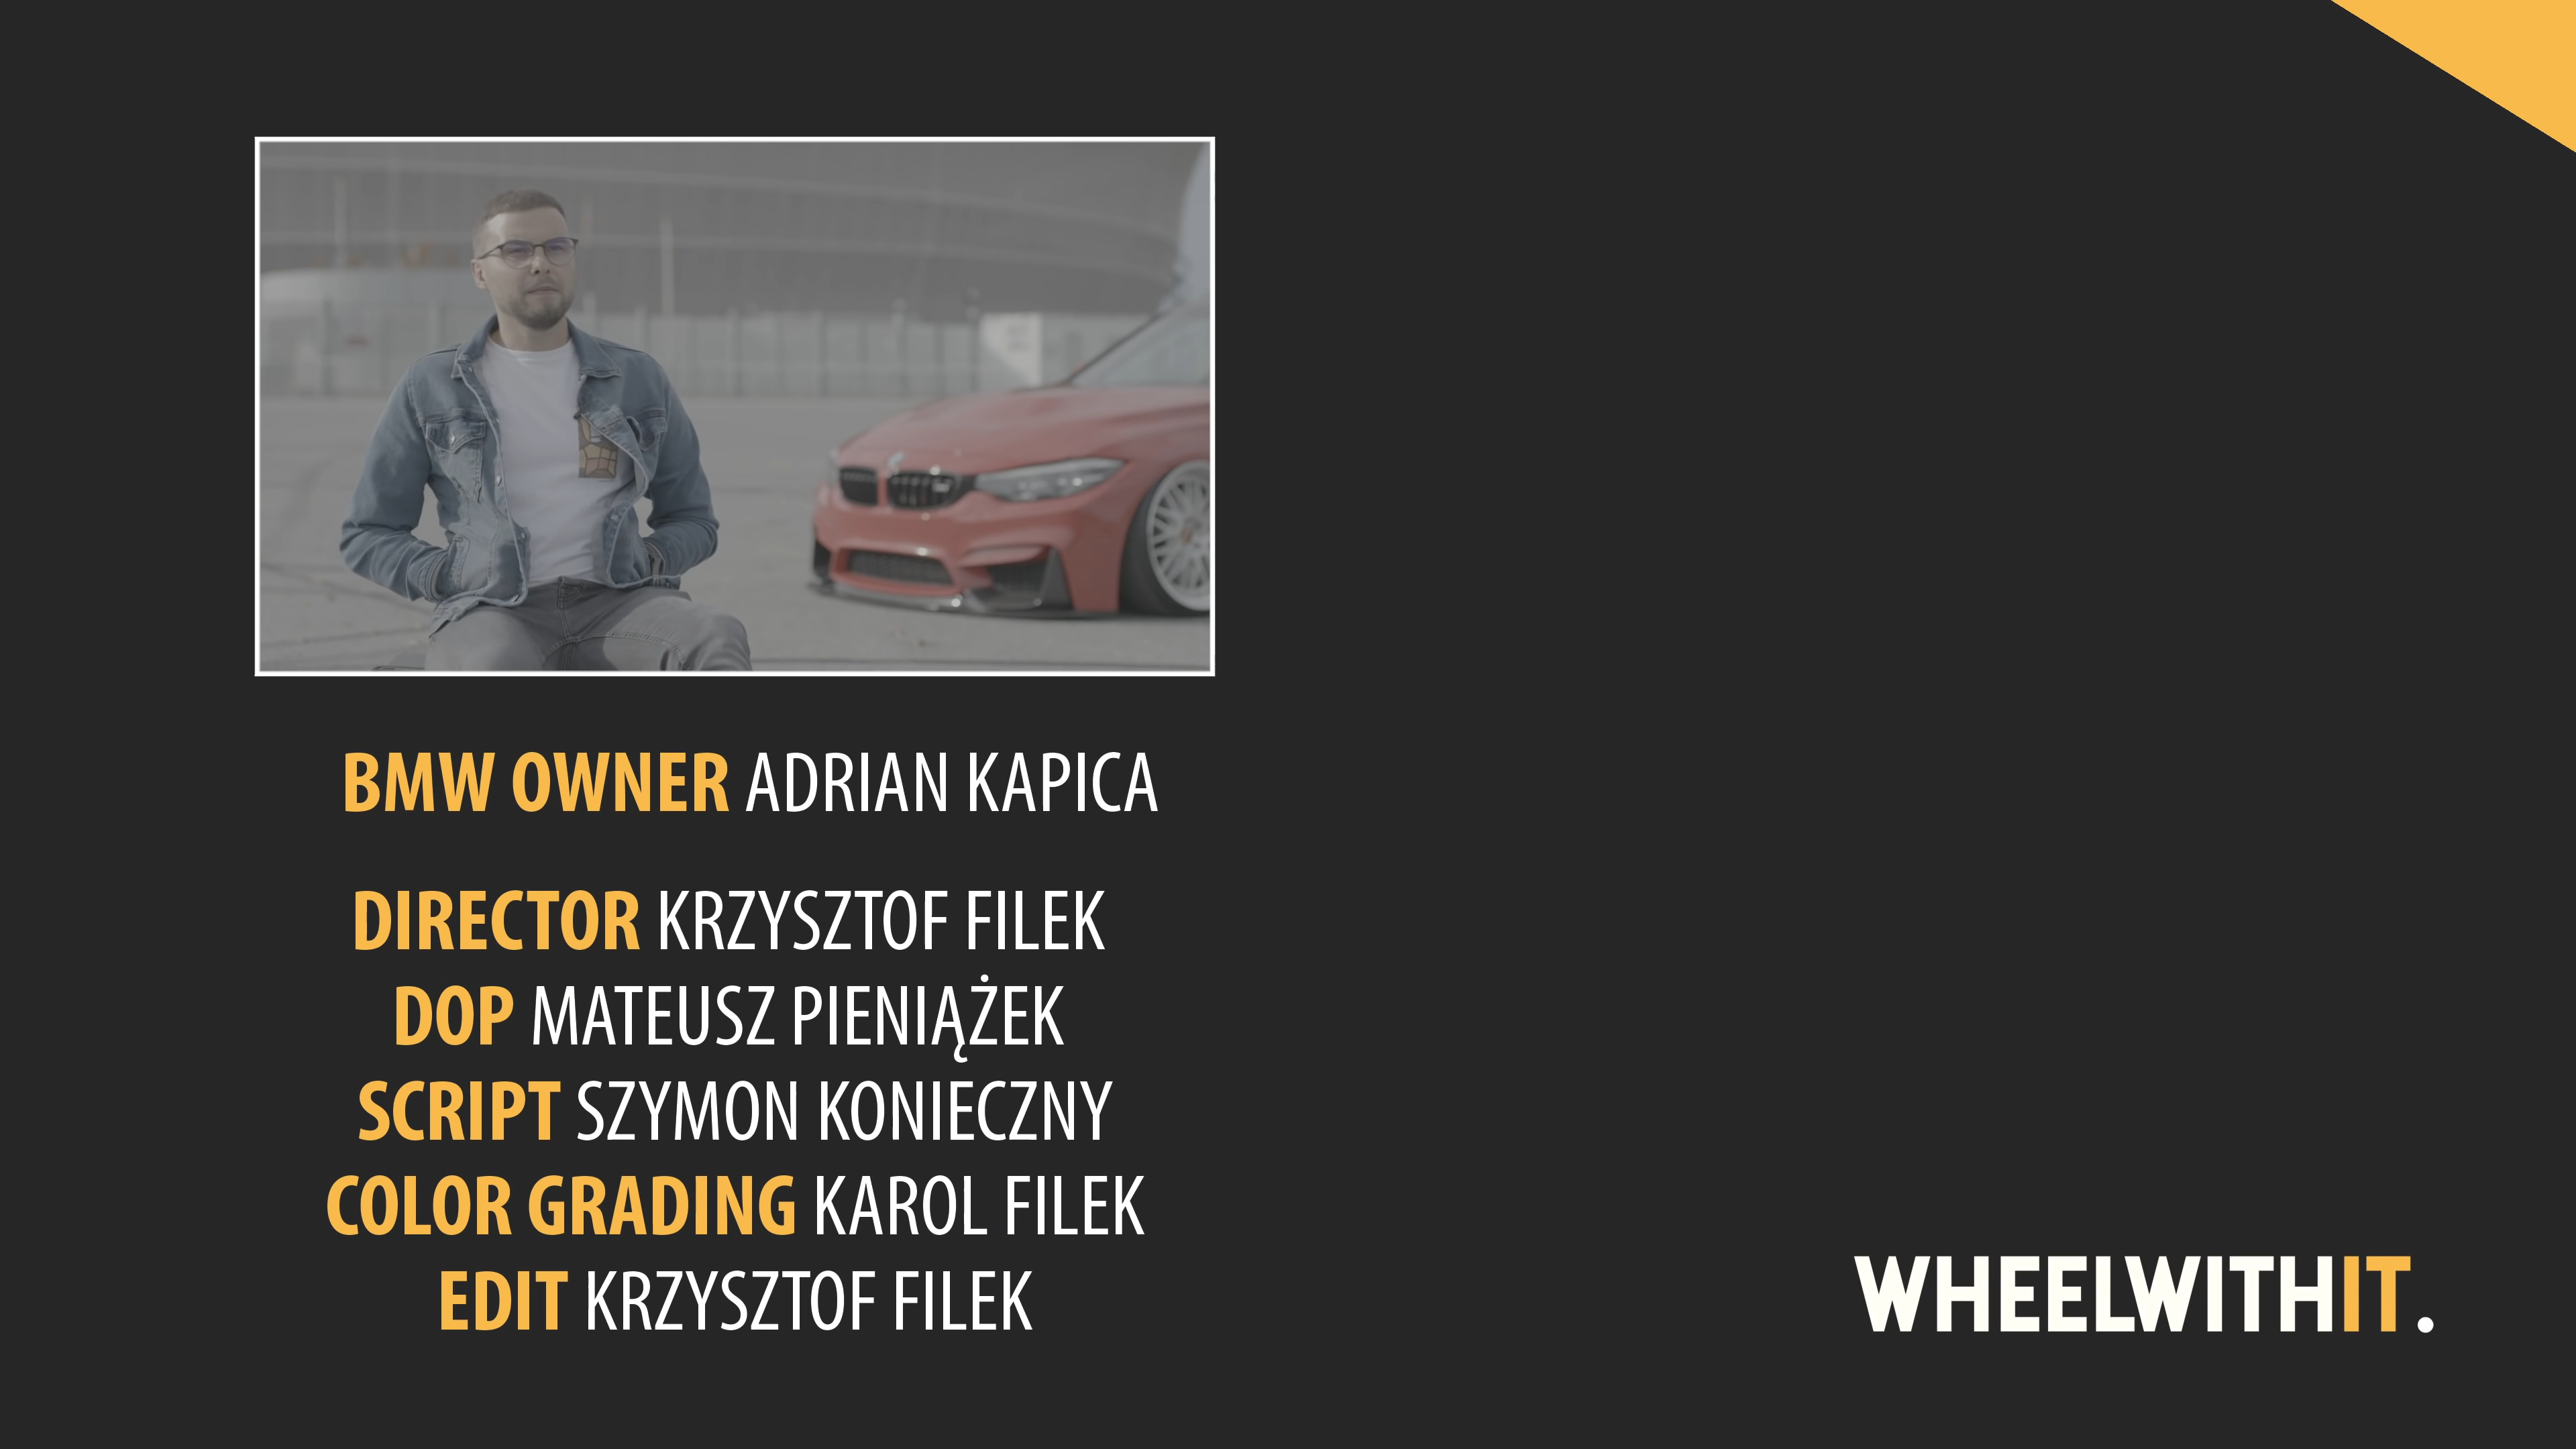 BMW OWNER ADRIAN KAPICA
DIRECTOR KRZYSZTOF FILEK
DOP MATEUSZ PIENIĄŻEK
SCRIPT SZYMON KONIECZNY
COLOR GRADING KAROL FILEK
EDIT KRZYSZTOF FILEK
WHEELWITHIT.